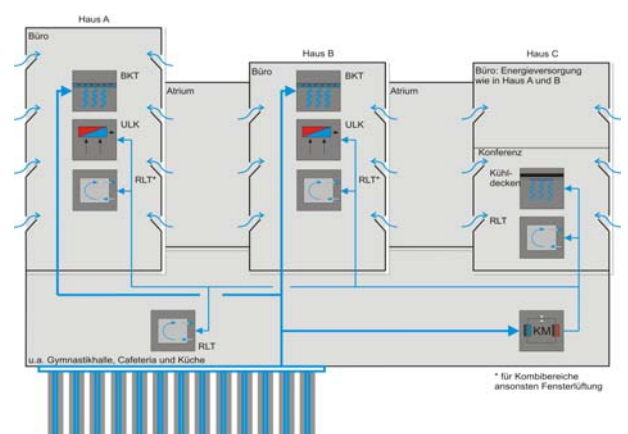 Haus A
Haus B
Haus C
Büro
BKT
ULK
RLT*
Atrium
Büro
BKT
ULK
RLT*
Atrium
Büro: Energieversorgung
wie in Haus A und B
Konferenz
Kühl-
decken
RLT
RLT
KM
u.a. Gymnastikhalle, Cafeteria und Küche
* für Kombibereiche
ansonsten Fensterlüftung